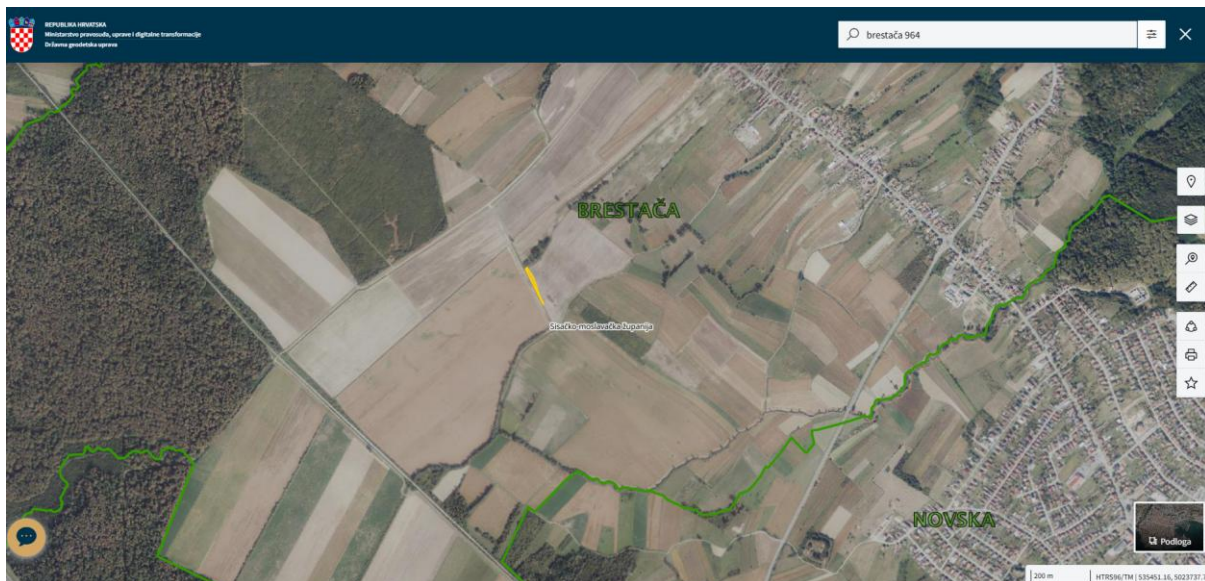 REPUBLIKA HRVATSKA
Ministarstvo pravosuđa, uprave i digitalne transformacije
Državna geodetska uprava
brestača 964
BRESTAČA
Sisačko-moslavačka županija
NOVSKA
Podloga
200 m
HTRS96/TM | 535451.16, 5023737.